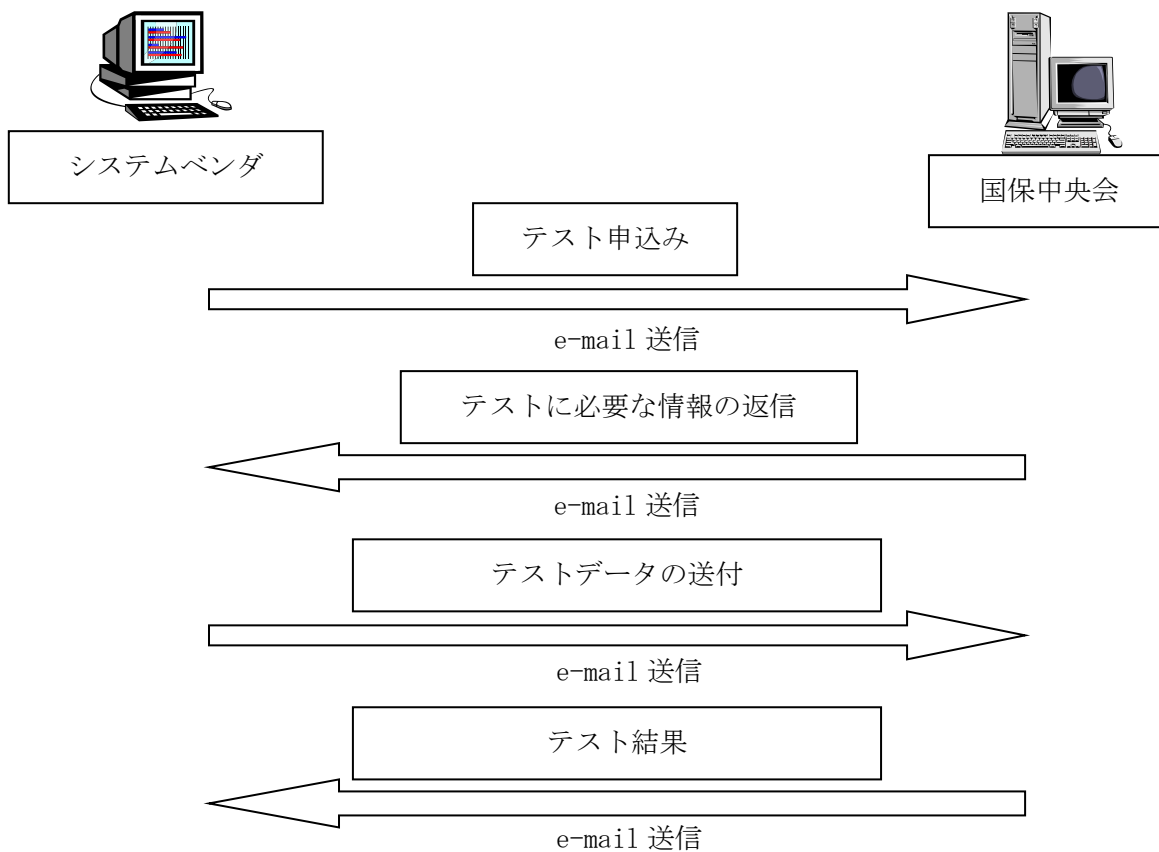 システムベンダ
国保中央会
テスト申込み
e-mail 送信
テストに必要な情報の返信
e-mail 送信
テストデータの送付
e-mail 送信
テスト結果
e-mail 送信